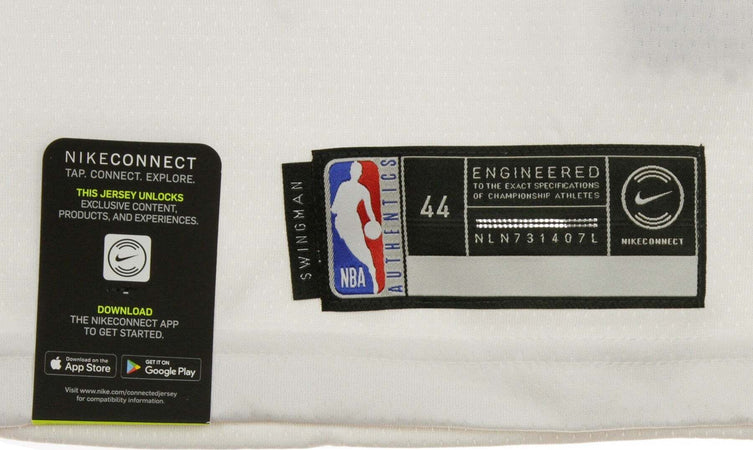 NIKECONNECT
TAP. CONNECT. EXPLORE.
THIS JERSEY UNLOCKS
EXCLUSIVE CONTENT,
PRODUCTS, AND EXPERIENCES.
DOWNLOAD
THE NIKECONNECT APP
TO GET STARTED.
Download on the
App Store
GET IT ON
Google Play
Visit www.nike.com/connectedjersey
for compatibility information.
SWINGMAN
NBA
AUTHENTICS
44
ENGINEERED
TO THE EXACT SPECIFICATIONS
OF CHAMPIONSHIP ATHLETES
NLN731407L
NIKECONNECT